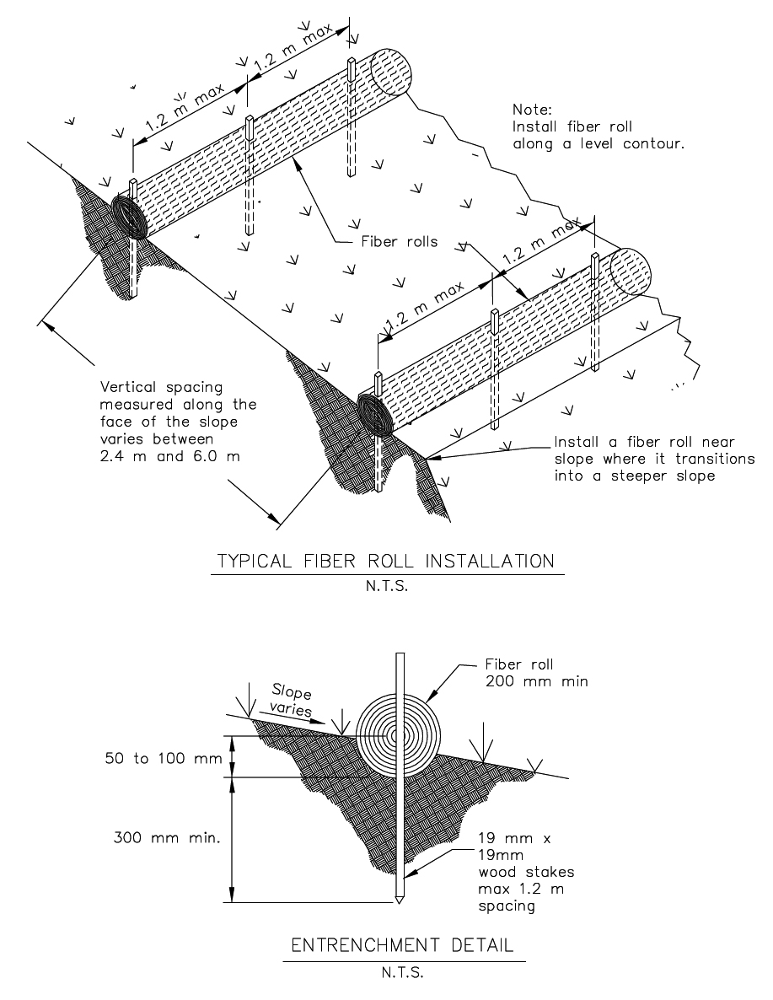 1.2 m max
1.2 m max
Note:
Install fiber roll
along a level contour.
Fiber rolls
1.2 m max
1.2 m max
Vertical spacing
measured along the
face of the slope
varies between
2.4 m and 6.0 m
Install a fiber roll near
slope where it transitions
into a steeper slope
TYPICAL FIBER ROLL INSTALLATION
N.T.S.
Fiber roll
200 mm min
Slope
varies
50 to 100 mm
300 mm min.
19 mm x
19mm
wood stakes
max 1.2 m
spacing
ENTRENCHMENT DETAIL
N.T.S.